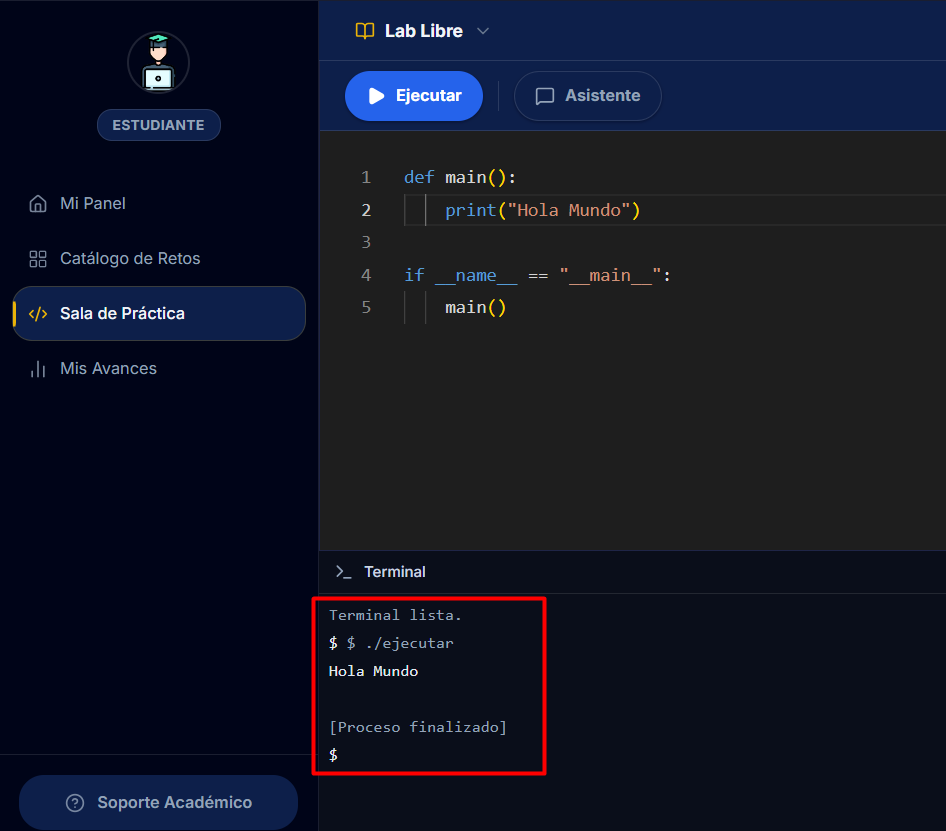 ESTUDIANTE
Mi Panel
Catálogo de Retos
Sala de Práctica
Mis Avances
Soporte Académico
Lab Libre
Ejecutar
Asistente
1 def main():
2 print("Hola Mundo")
3
4 if __name__ == "__main__":
5 main()
Terminal
Terminal lista.
$ $ ./ejecutar
Hola Mundo
[Proceso finalizado]
$